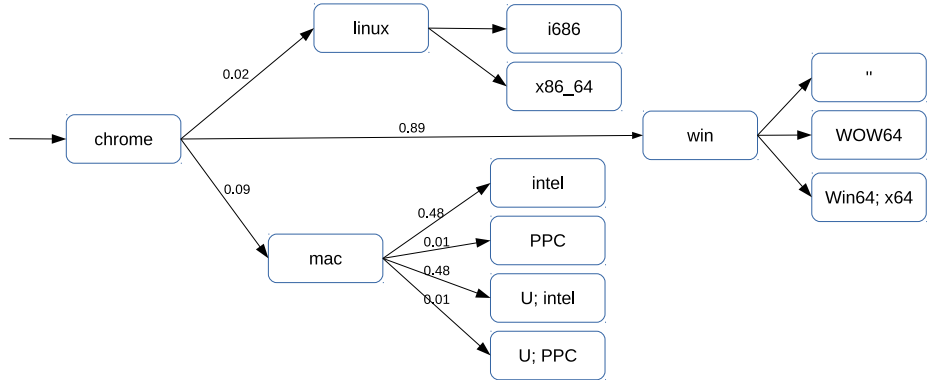 linux
i686
0.02
x86_64
"
chrome
0.89
win
WOW64
0.09
intel
Win64; x64
0.48
mac
0.01
PPC
0.48
U; intel
0.01
U; PPC